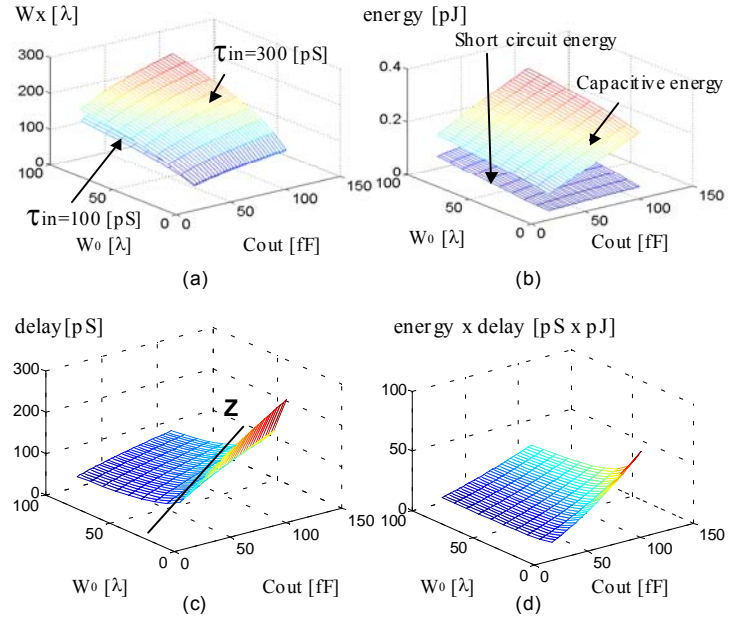 Wx [λ]
300
200
100
0
100
50
0
0
50
100
150
τin=300 [pS]
τin=100 [pS]
W0 [λ]
Cout [fF]
(a)
energy [pJ]
Short circuit energy
Capacitive energy
0.4
0.2
0
100
50
0
0
50
100
150
W0 [λ]
Cout [fF]
(b)
delay[pS]
300
200
100
0
100
50
0
0
50
100
150
Z
W0 [λ]
Cout [fF]
(c)
energy x delay [pS x pJ]
100
50
0
100
50
0
0
50
100
150
W0 [λ]
Cout [fF]
(d)